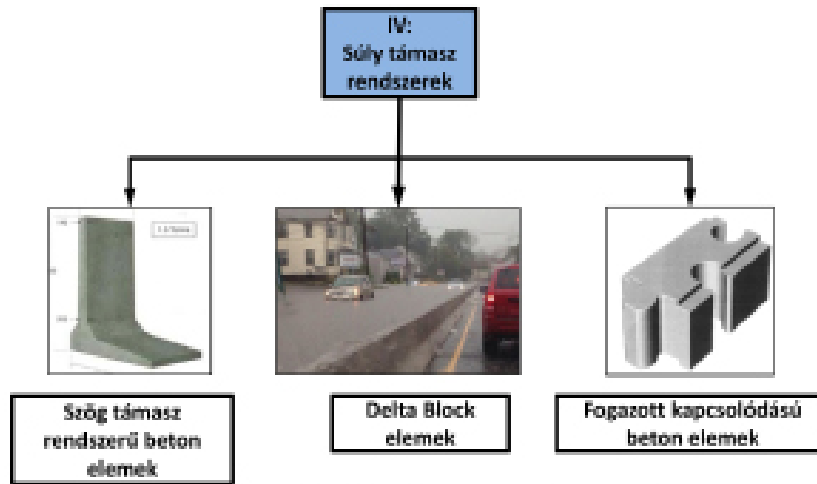 IV:
Súly támasz
rendszerek
Szög támasz
rendszerű beton
elemek
Delta Block
elemek
Fogazott kapcsolódású
beton elemek